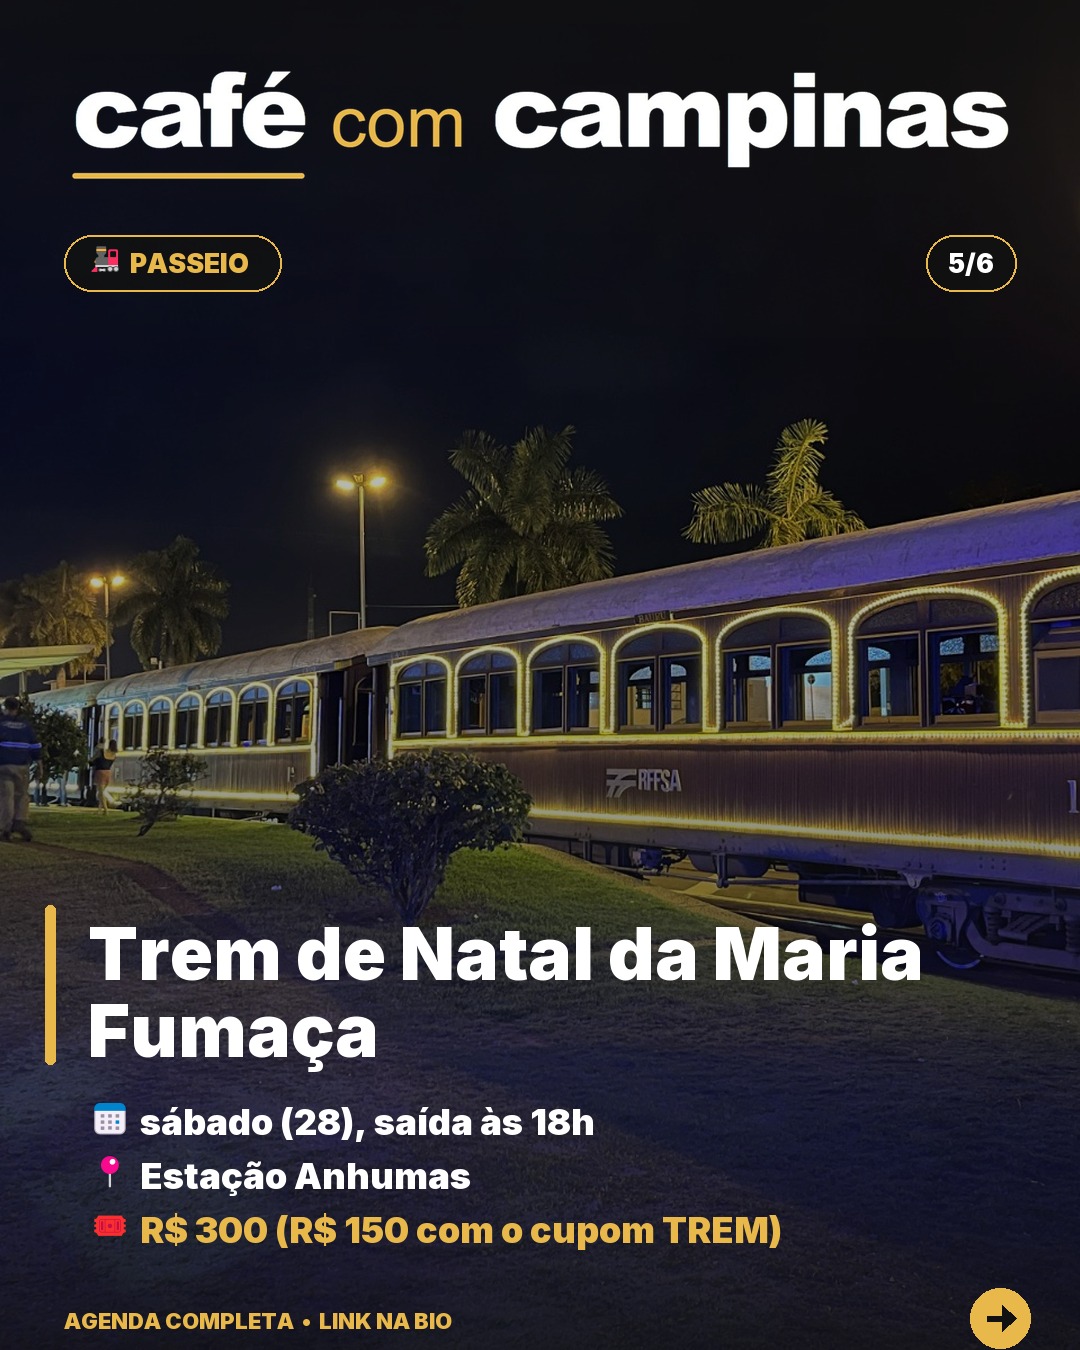 café com campinas
PASSEIO
5/6
RFFSA
Trem de Natal da Maria
Fumaça
sábado (28), saída às 18h
Estação Anhumas
R$ 300 (R$ 150 com o cupom TREM)
AGENDA COMPLETA • LINK NA BIO